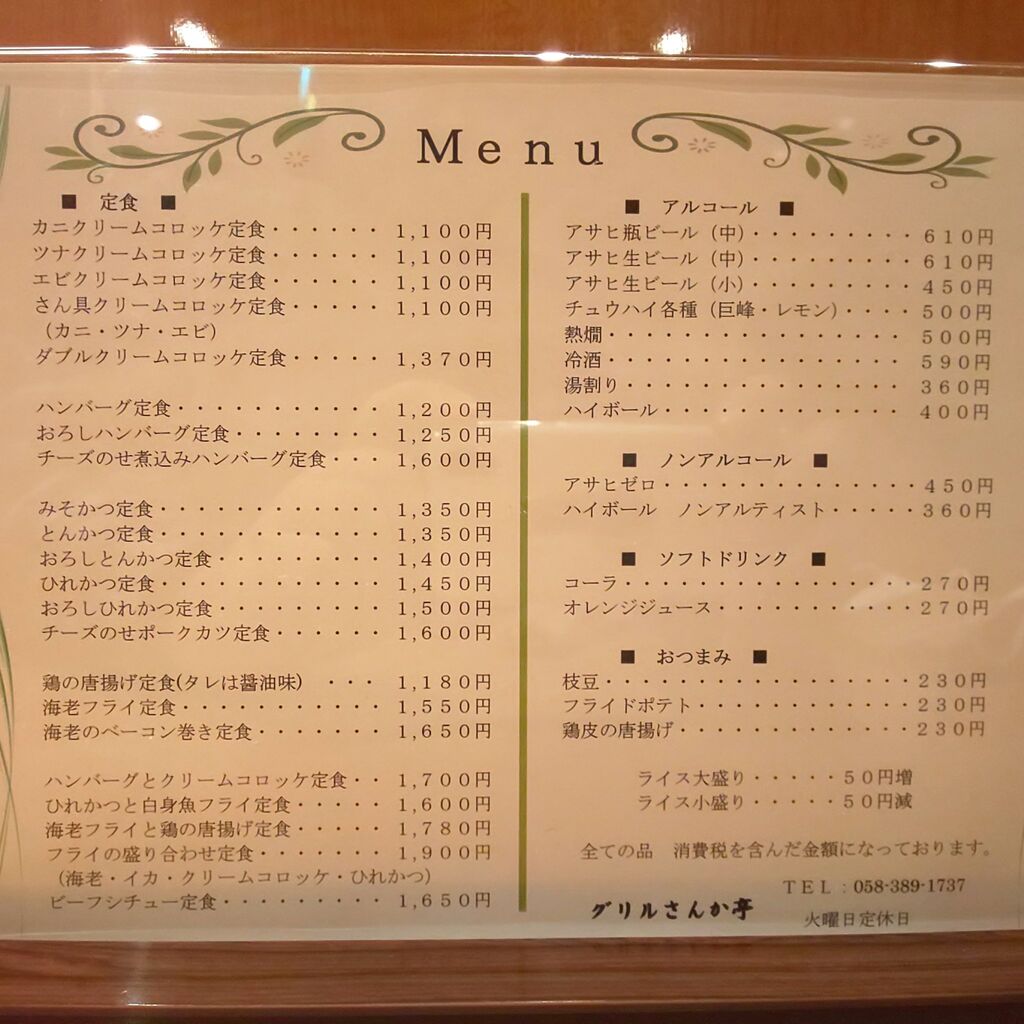 Menu
■ 定食 ■
カニクリームコロッケ定食・・・・・・ 1,100円
ツナクリームコロッケ定食・・・・・・ 1,100円
エビクリームコロッケ定食・・・・・・ 1,100円
さん具クリームコロッケ定食・・・・・ 1,100円
(カニ・ツナ・エビ)
ダブルクリームコロッケ定食・・・・・ 1,370円
ハンバーグ定食・・・・・・・・・・・ 1,200円
おろしハンバーグ定食・・・・・・・・ 1,250円
チーズのせ煮込みハンバーグ定食・・・ 1,600円
みそかつ定食・・・・・・・・・・・・ 1,350円
とんかつ定食・・・・・・・・・・・・ 1,350円
おろしとんかつ定食・・・・・・・・・ 1,400円
ひれかつ定食・・・・・・・・・・・・ 1,450円
おろしひれかつ定食・・・・・・・・・ 1,500円
チーズのせポークカツ定食・・・・・・ 1,600円
鶏の唐揚げ定食(タレは醤油味) ・・・ 1,180円
海老フライ定食・・・・・・・・・・・ 1,550円
海老のベーコン巻き定食・・・・・・・ 1,650円
ハンバーグとクリームコロッケ定食・・ 1,700円
ひれかつと白身魚フライ定食・・・・・ 1,600円
海老フライと鶏の唐揚げ定食・・・・・ 1,780円
フライの盛り合わせ定食・・・・・・・ 1,900円
(海老・イカ・クリームコロッケ・ひれかつ)
ビーフシチュー定食・・・・・・・・・ 1,650円
■ アルコール ■
アサヒ瓶ビール(中)・・・・・・・・・ 610円
アサヒ生ビール(中)・・・・・・・・・ 610円
アサヒ生ビール(小)・・・・・・・・・ 450円
チュウハイ各種(巨峰・レモン)・・・・ 500円
熱燗・・・・・・・・・・・・・・・・ 500円
冷酒・・・・・・・・・・・・・・・・ 590円
湯割り・・・・・・・・・・・・・・・ 360円
ハイボール・・・・・・・・・・・・・ 400円
■ ノンアルコール ■
アサヒゼロ・・・・・・・・・・・・・・450円
ハイボール ノンアルティスト・・・・・360円
■ ソフトドリンク ■
コーラ・・・・・・・・・・・・・・・・270円
オレンジジュース・・・・・・・・・・・270円
■ おつまみ ■
枝豆・・・・・・・・・・・・・・・・・230円
フライドポテト・・・・・・・・・・・・230円
鶏皮の唐揚げ・・・・・・・・・・・・・230円
ライス大盛り・・・・・50円増
ライス小盛り・・・・・50円減
全ての品 消費税を含んだ金額になっております。
TEL:058-389-1737
グリルさんか亭
火曜日定休日